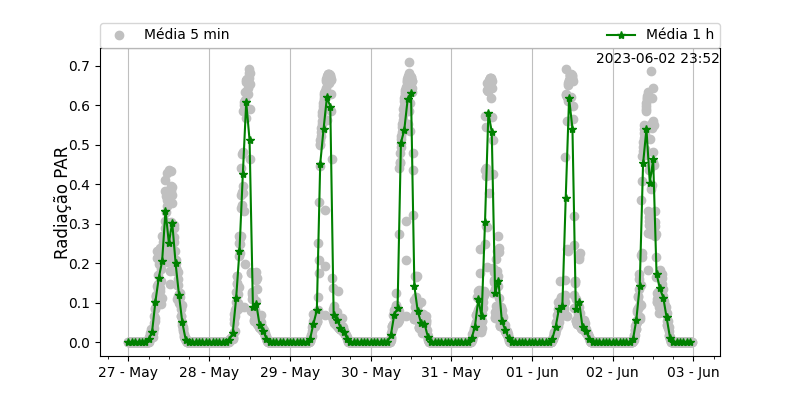 Média 5 min
Média 1 h
2023-06-02 23:52
Radiação PAR
0.7
0.6
0.5
0.4
0.3
0.2
0.1
0.0
27 - May
28 - May
29 - May
30 - May
31 - May
01 - Jun
02 - Jun
03 - Jun